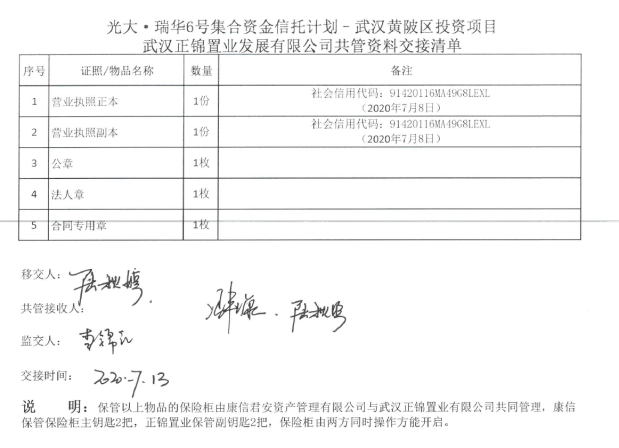 光大·瑞华6号集合资金信托计划-武汉黄陂区投资项目
武汉正锦置业发展有限公司共管资料交接清单
序号 证照/物品名称 数量 备注
1 营业执照正本 1份 社会信用代码：91420116MA49G8LEXL
（2020年7月8日）
2 营业执照副本 1份 社会信用代码：91420116MA49G8LEXL
（2020年7月8日）
3 公章 1枚
4 法人章 1枚
5 合同专用章 1枚
移交人：
共管接收人：
监交人：
交接时间： 2020-7.13
说 明：保管以上物品的保险柜由康信君安资产管理有限公司与武汉正锦置业有限公司共同管理，康信
保管保险柜主钥匙2把，正锦置业保管副钥匙2把，保险柜由两方同时操作方能开启。